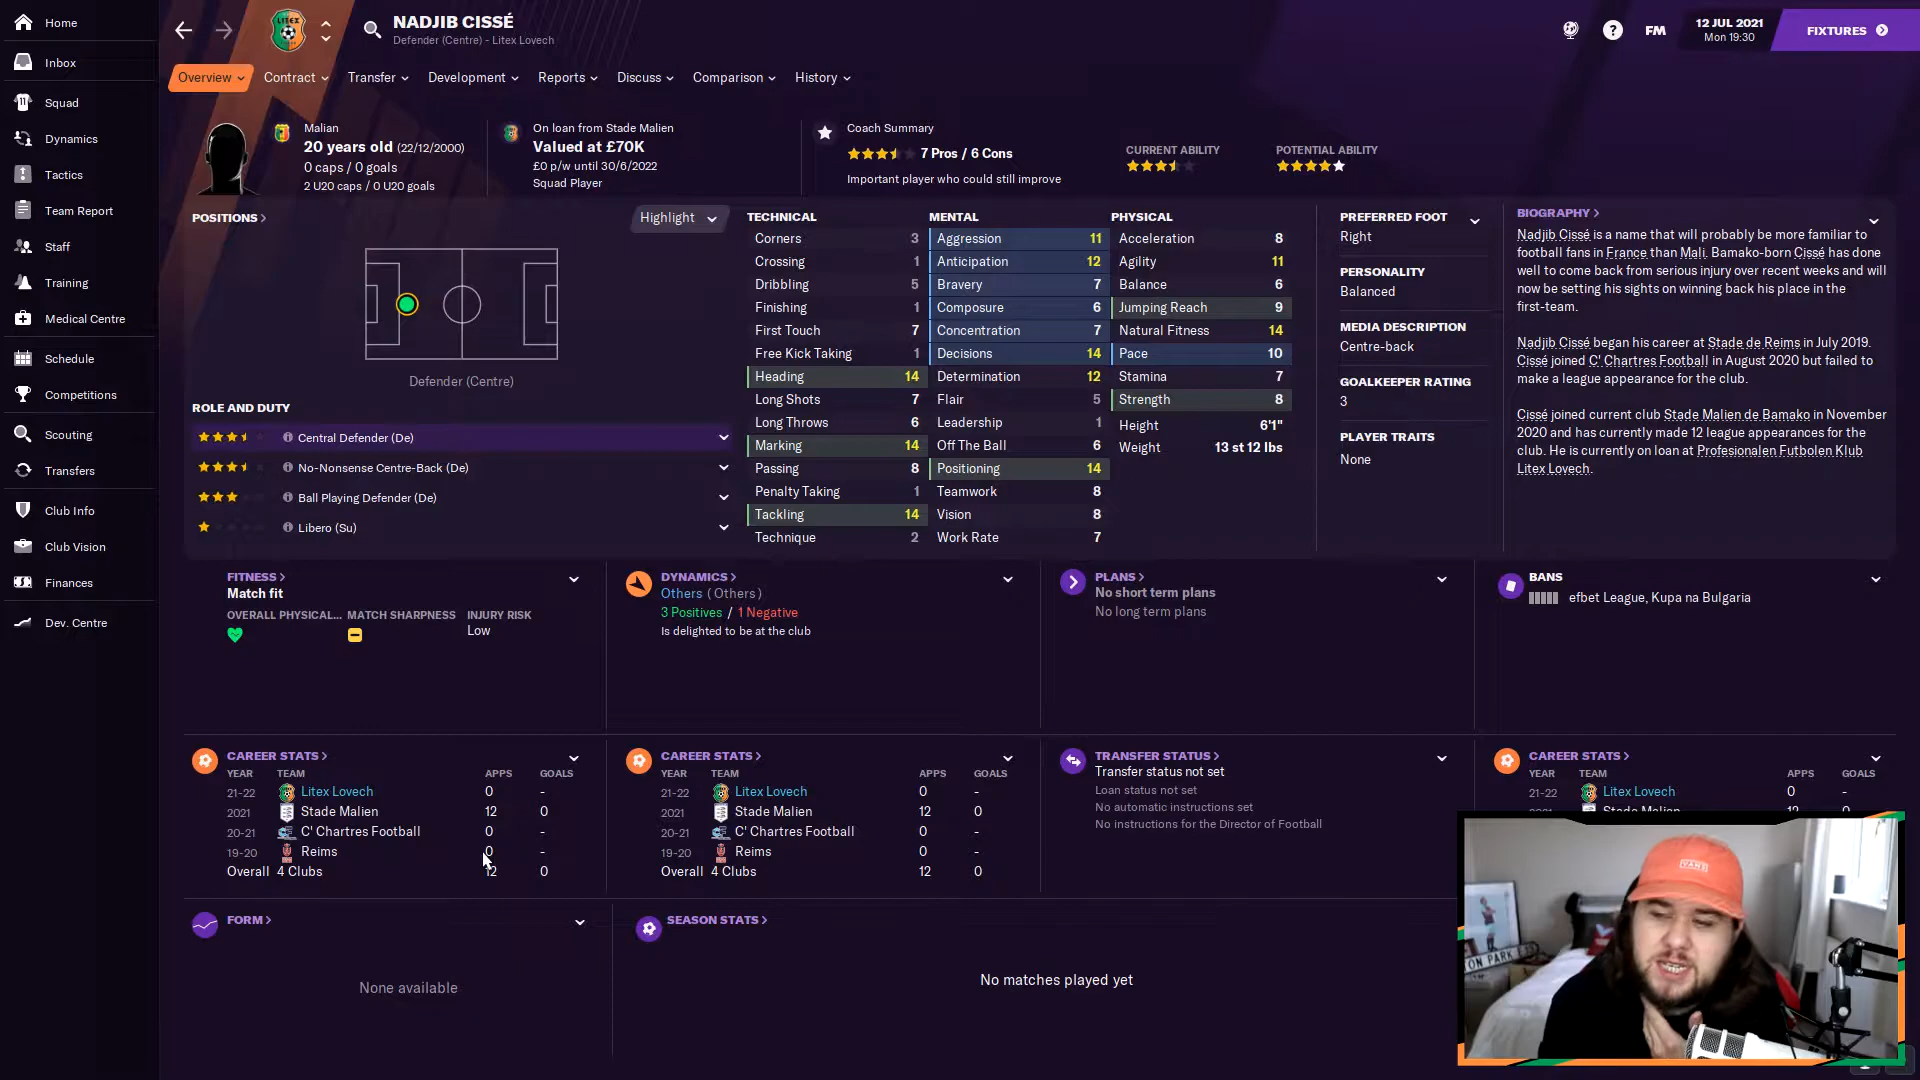 Home
Inbox
Squad
Dynamics
Tactics
Team Report
Staff
Training
Medical Centre
Schedule
Competitions
Scouting
Transfers
Club Info
Club Vision
Finances
Dev. Centre
LITEX
NADJIB CISSÉ
Defender (Centre) - Litex Lovech
FM
12 JUL 2021
Mon 19:30
FIXTURES
Overview
Contract
Transfer
Development
Reports
Discuss
Comparison
History
Malian
20 years old (22/12/2000)
0 caps / 0 goals
2 U20 caps / 0 U20 goals
On loan from Stade Malien
Valued at £70K
£0 p/w until 30/6/2022
Squad Player
Coach Summary
7 Pros / 6 Cons
Important player who could still improve
CURRENT ABILITY
POTENTIAL ABILITY
POSITIONS
Highlight
Defender (Centre)
ROLE AND DUTY
Central Defender (De)
No-Nonsense Centre-Back (De)
Ball Playing Defender (De)
Libero (Su)
TECHNICAL
Corners 3
Crossing 1
Dribbling 5
Finishing 1
First Touch 7
Free Kick Taking 1
Heading 14
Long Shots 7
Long Throws 6
Marking 14
Passing 8
Penalty Taking 1
Tackling 14
Technique 2
MENTAL
Aggression 11
Anticipation 12
Bravery 7
Composure 6
Concentration 7
Decisions 14
Determination 12
Flair 5
Leadership 1
Off The Ball 6
Positioning 14
Teamwork 8
Vision 8
Work Rate 7
PHYSICAL
Acceleration 8
Agility 11
Balance 6
Jumping Reach 9
Natural Fitness 14
Pace 10
Stamina 7
Strength 8
Height 6'1"
Weight 13 st 12 lbs
PREFERRED FOOT
Right
PERSONALITY
Balanced
MEDIA DESCRIPTION
Centre-back
GOALKEEPER RATING
3
PLAYER TRAITS
None
BIOGRAPHY
Nadjib Cissé is a name that will probably be more familiar to
football fans in France than Mali. Bamako-born Cissé has done
well to come back from serious injury over recent weeks and will
now be setting his sights on winning back his place in the
first-team.
Nadjib Cissé began his career at Stade de Reims in July 2019.
Cissé joined C' Chartres Football in August 2020 but failed to
make a league appearance for the club.
Cissé joined current club Stade Malien de Bamako in November
2020 and has currently made 12 league appearances for the
club. He is currently on loan at Profesionalen Futbolen Klub
Litex Lovech.
FITNESS
Match fit
OVERALL PHYSICAL... MATCH SHARPNESS INJURY RISK
Low
DYNAMICS
Others (Others)
3 Positives / 1 Negative
Is delighted to be at the club
PLANS
No short term plans
No long term plans
BANS
efbet League, Kupa na Bulgaria
CAREER STATS
YEAR TEAM APPS GOALS
21-22 Litex Lovech 0 -
2021 Stade Malien 12 0
20-21 C' Chartres Football 0 -
19-20 Reims 0 -
Overall 4 Clubs 12 0
CAREER STATS
YEAR TEAM APPS GOALS
21-22 Litex Lovech 0 -
2021 Stade Malien 12 0
20-21 C' Chartres Football 0 -
19-20 Reims 0 -
Overall 4 Clubs 12 0
TRANSFER STATUS
Transfer status not set
Loan status not set
No automatic instructions set
No instructions for the Director of Football
CAREER STATS
YEAR TEAM APPS GOALS
21-22 Litex Lovech 0 -
Stade Malien 12 0
FORM
None available
SEASON STATS
No matches played yet
VANS
TON PARK